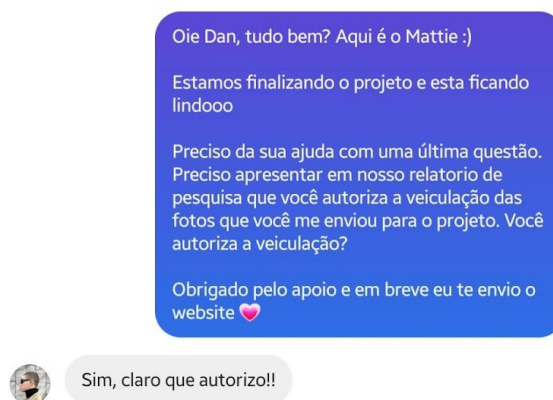 Oie Dan, tudo bem? Aqui é o Mattie :)
Estamos finalizando o projeto e esta ficando
lindooo
Preciso da sua ajuda com uma última questão.
Preciso apresentar em nosso relatorio de
pesquisa que você autoriza a veiculação das
fotos que você me enviou para o projeto. Você
autoriza a veiculação?
Obrigado pelo apoio e em breve eu te envio o
website 💗
Sim, claro que autorizo!!